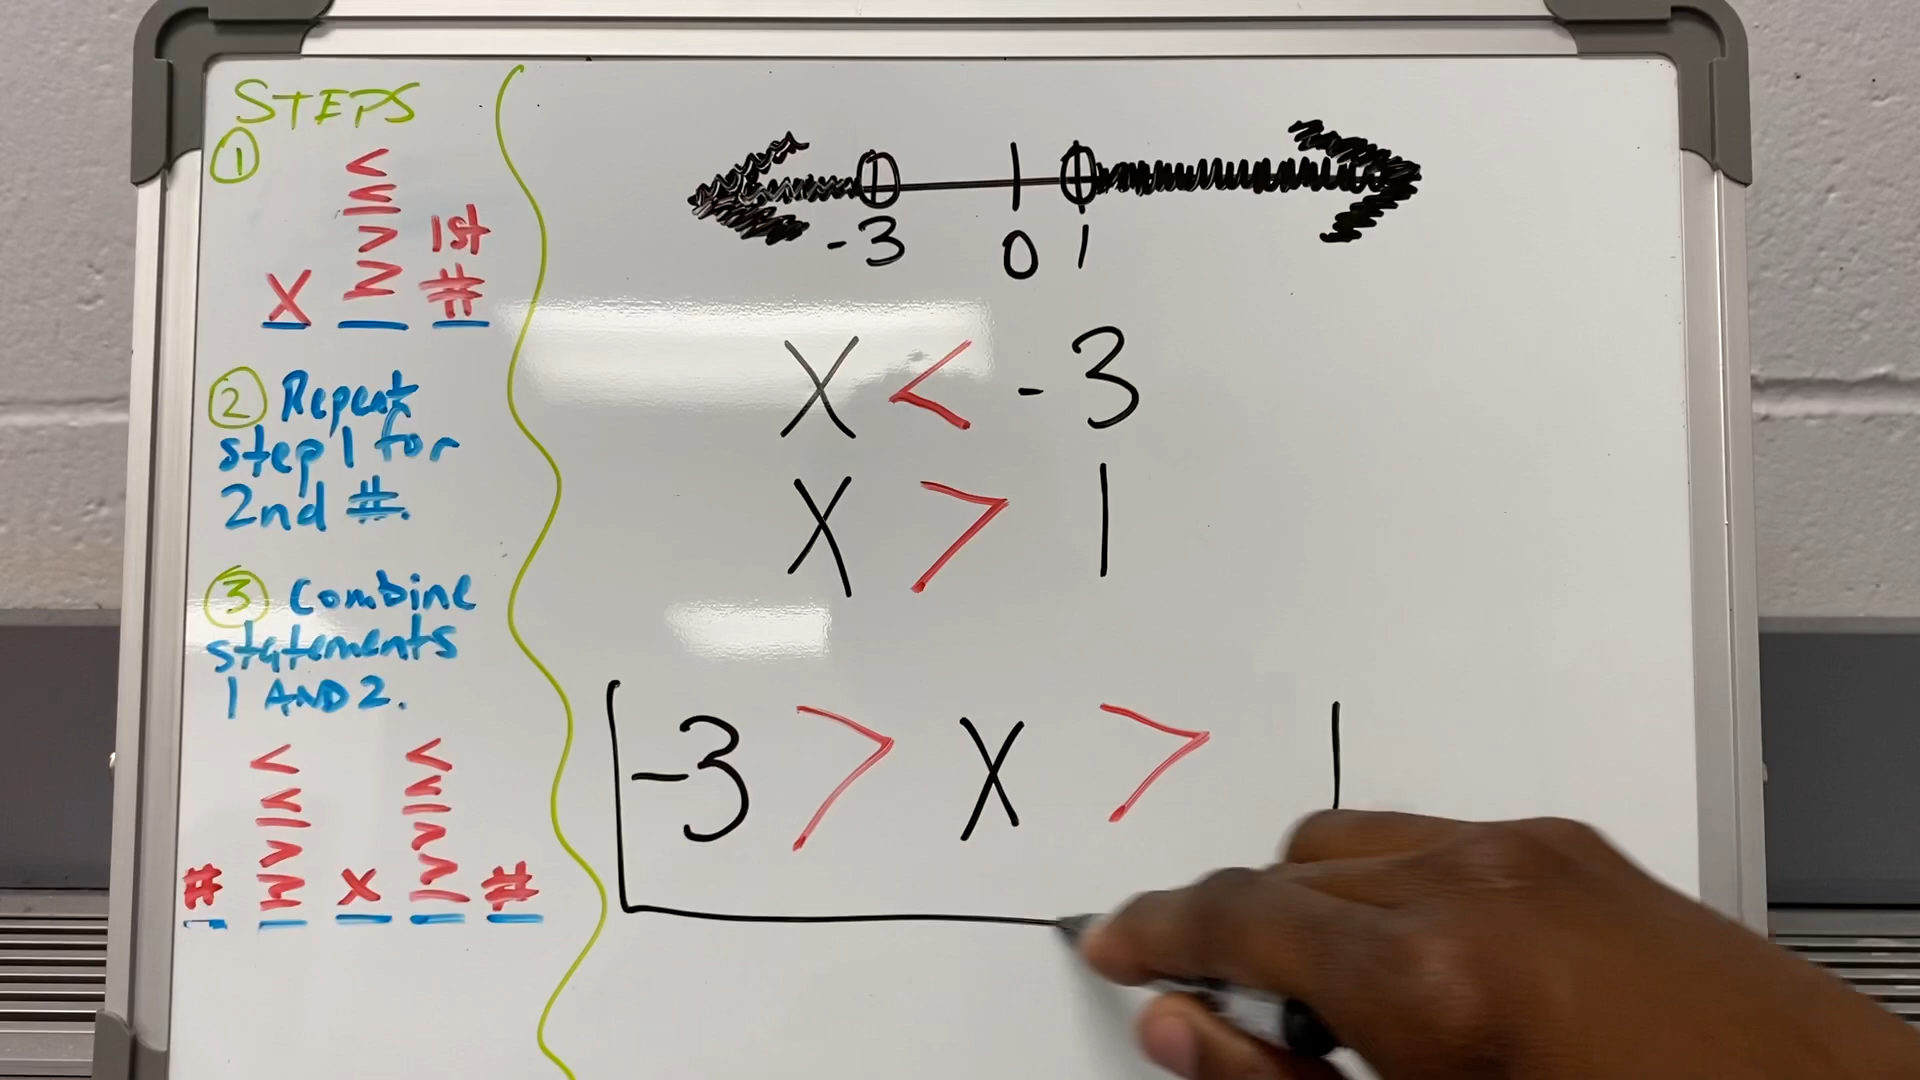 STEPS
①
<
≤
>
≥
X
1st
#
② Repeat
step 1 for
2nd #.
③ Combine
statements
1 AND 2.
<
≤
>
≥
<
≤
>
≥
# X #
-3 0 1
X < -3
X > 1
-3 > X > 1